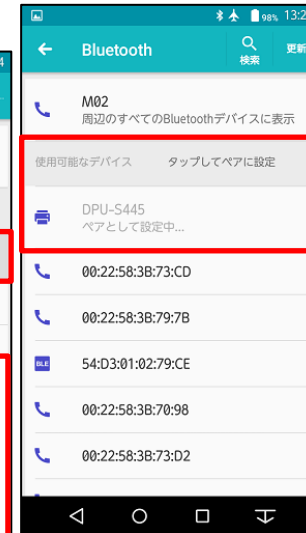 4
98% 13:2
Bluetooth
検索
更新
M02
周辺のすべてのBluetoothデバイスに表示
使用可能なデバイス タップしてペアに設定
DPU-S445
ペアとして設定中...
00:22:58:3B:73:CD
00:22:58:3B:79:7B
BLE 54:D3:01:02:79:CE
00:22:58:3B:70:98
00:22:58:3B:73:D2